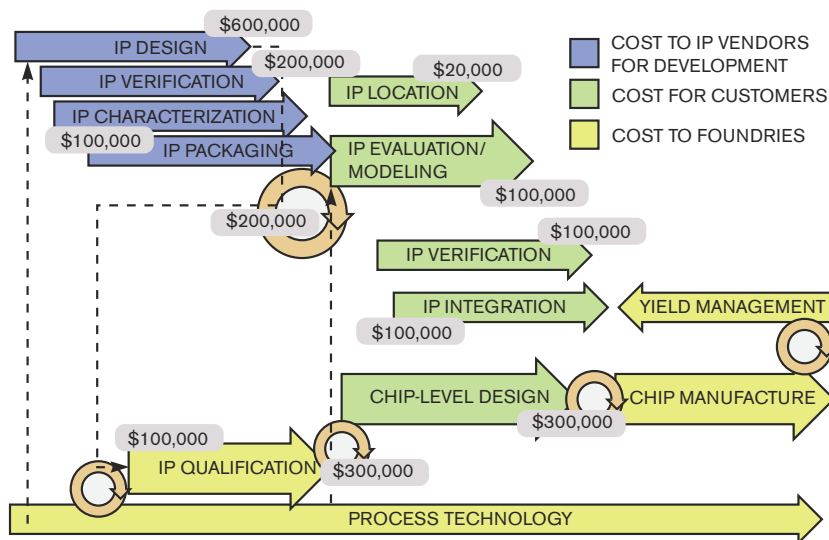 $600,000
IP DESIGN
$200,000
IP VERIFICATION
IP CHARACTERIZATION
$100,000
IP PACKAGING
$20,000
IP LOCATION
IP EVALUATION/
MODELING
$100,000
$200,000
COST TO IP VENDORS
FOR DEVELOPMENT
COST FOR CUSTOMERS
COST TO FOUNDRIES
$100,000
IP VERIFICATION
IP INTEGRATION
$100,000
YIELD MANAGEMENT
CHIP-LEVEL DESIGN
$300,000
CHIP MANUFACTURE
$100,000
IP QUALIFICATION
$300,000
PROCESS TECHNOLOGY